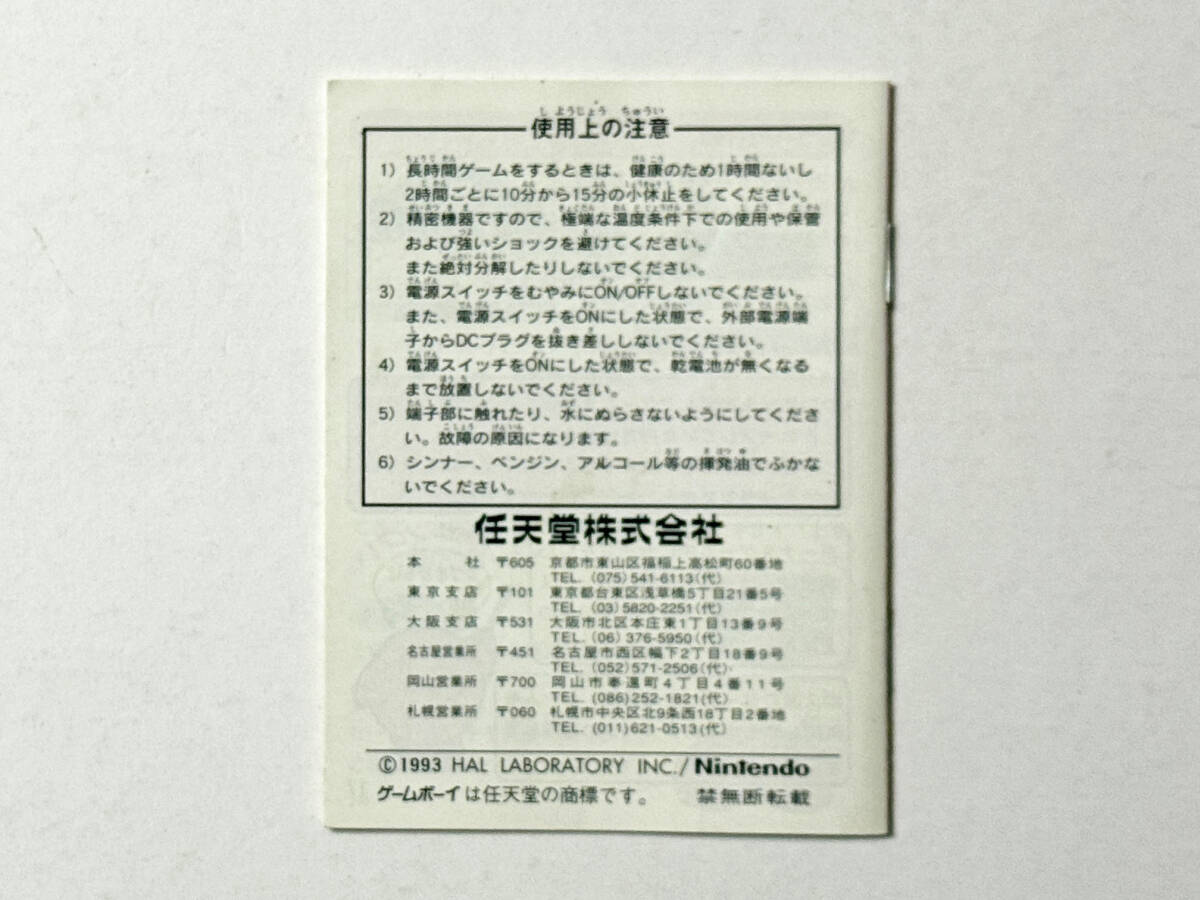 使用上の注意
1) 長時間ゲームをするときは、健康のため1時間ないし
2時間ごとに10分から15分の小休止をしてください。
2) 精密機器ですので、極端な温度条件下での使用や保管
および強いショックを避けてください。
また絶対分解したりしないでください。
3) 電源スイッチをむやみにON/OFFしないでください。
また、電源スイッチをONにした状態で、外部電源端
子からDCプラグを抜き差ししないでください。
4) 電源スイッチをONにした状態で、乾電池が無くなる
まで放置しないでください。
5) 端子部に触れたり、水にぬらさないようにしてくださ
い。故障の原因になります。
6) シンナー、ベンジン、アルコール等の揮発油でふかな
いでください。
任天堂株式会社
本社 〒605 京都市東山区福稲上高松町60番地
TEL. (075) 541-6113(代)
東京支店 〒101 東京都台東区浅草橋5丁目21番5号
TEL. (03) 5820-2251(代)
大阪支店 〒531 大阪市北区本庄東1丁目13番9号
TEL. (06) 376-5950(代)
名古屋営業所 〒451 名古屋市西区幅下2丁目18番9号
TEL. (052) 571-2506(代)
岡山営業所 〒700 岡山市奉還町4丁目4番11号
TEL. (086) 252-1821(代)
札幌営業所 〒060 札幌市中央区北9条西18丁目2番地
TEL. (011) 621-0513(代)
©1993 HAL LABORATORY INC./Nintendo
ゲームボーイは任天堂の商標です。 禁無断転載